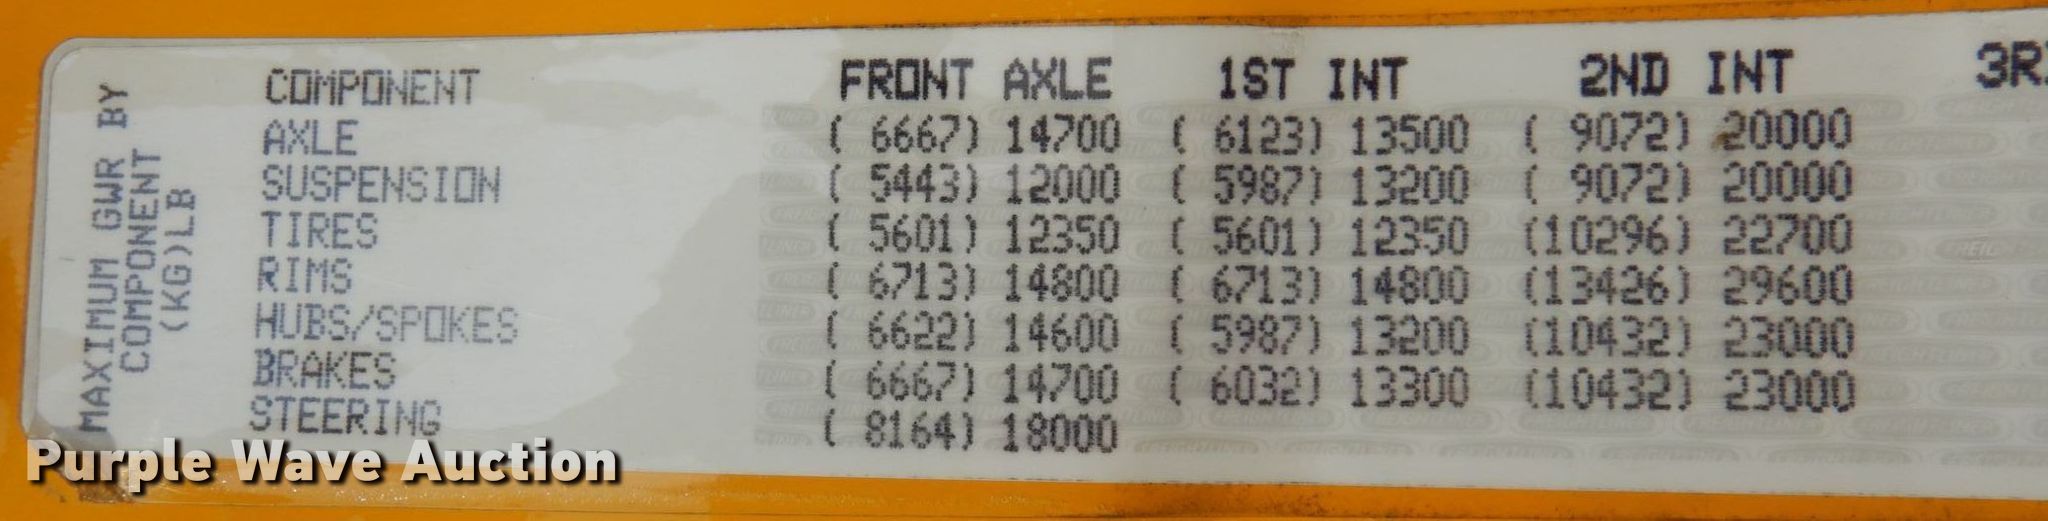 MAXIMUM GWR BY
COMPONENT
(KG)LB
COMPONENT FRONT AXLE 1ST INT 2ND INT
AXLE ( 6667) 14700 ( 6123) 13500 ( 9072) 20000
SUSPENSION ( 5443) 12000 ( 5987) 13200 ( 9072) 20000
TIRES ( 5601) 12350 ( 5601) 12350 (10296) 22700
RIMS ( 6713) 14800 ( 6713) 14800 (13426) 29600
HUBS/SPOKES ( 6622) 14600 ( 5987) 13200 (10432) 23000
BRAKES ( 6667) 14700 ( 6032) 13300 (10432) 23000
STEERING ( 8164) 18000
Purple Wave Auction